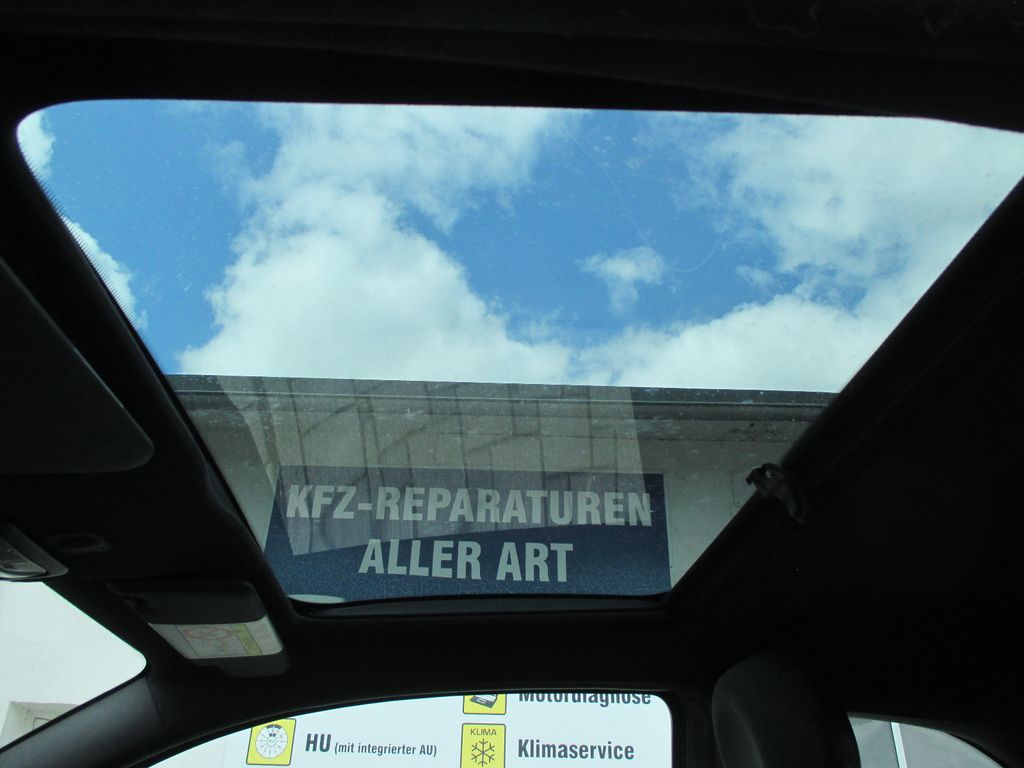 KFZ-REPARATUREN
ALLER ART
Motordiagnose
HU (mit integrierter AU)
KLIMA
Klimaservice